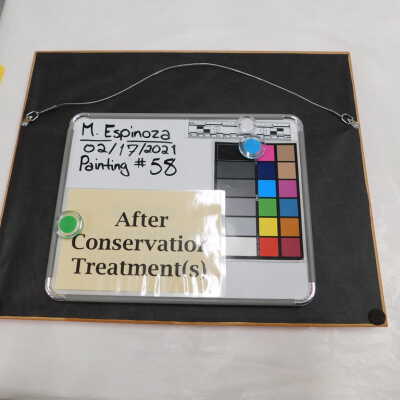 M. Espinoza
02/17/2021
Painting #58
After
Conservation
Treatment(s)